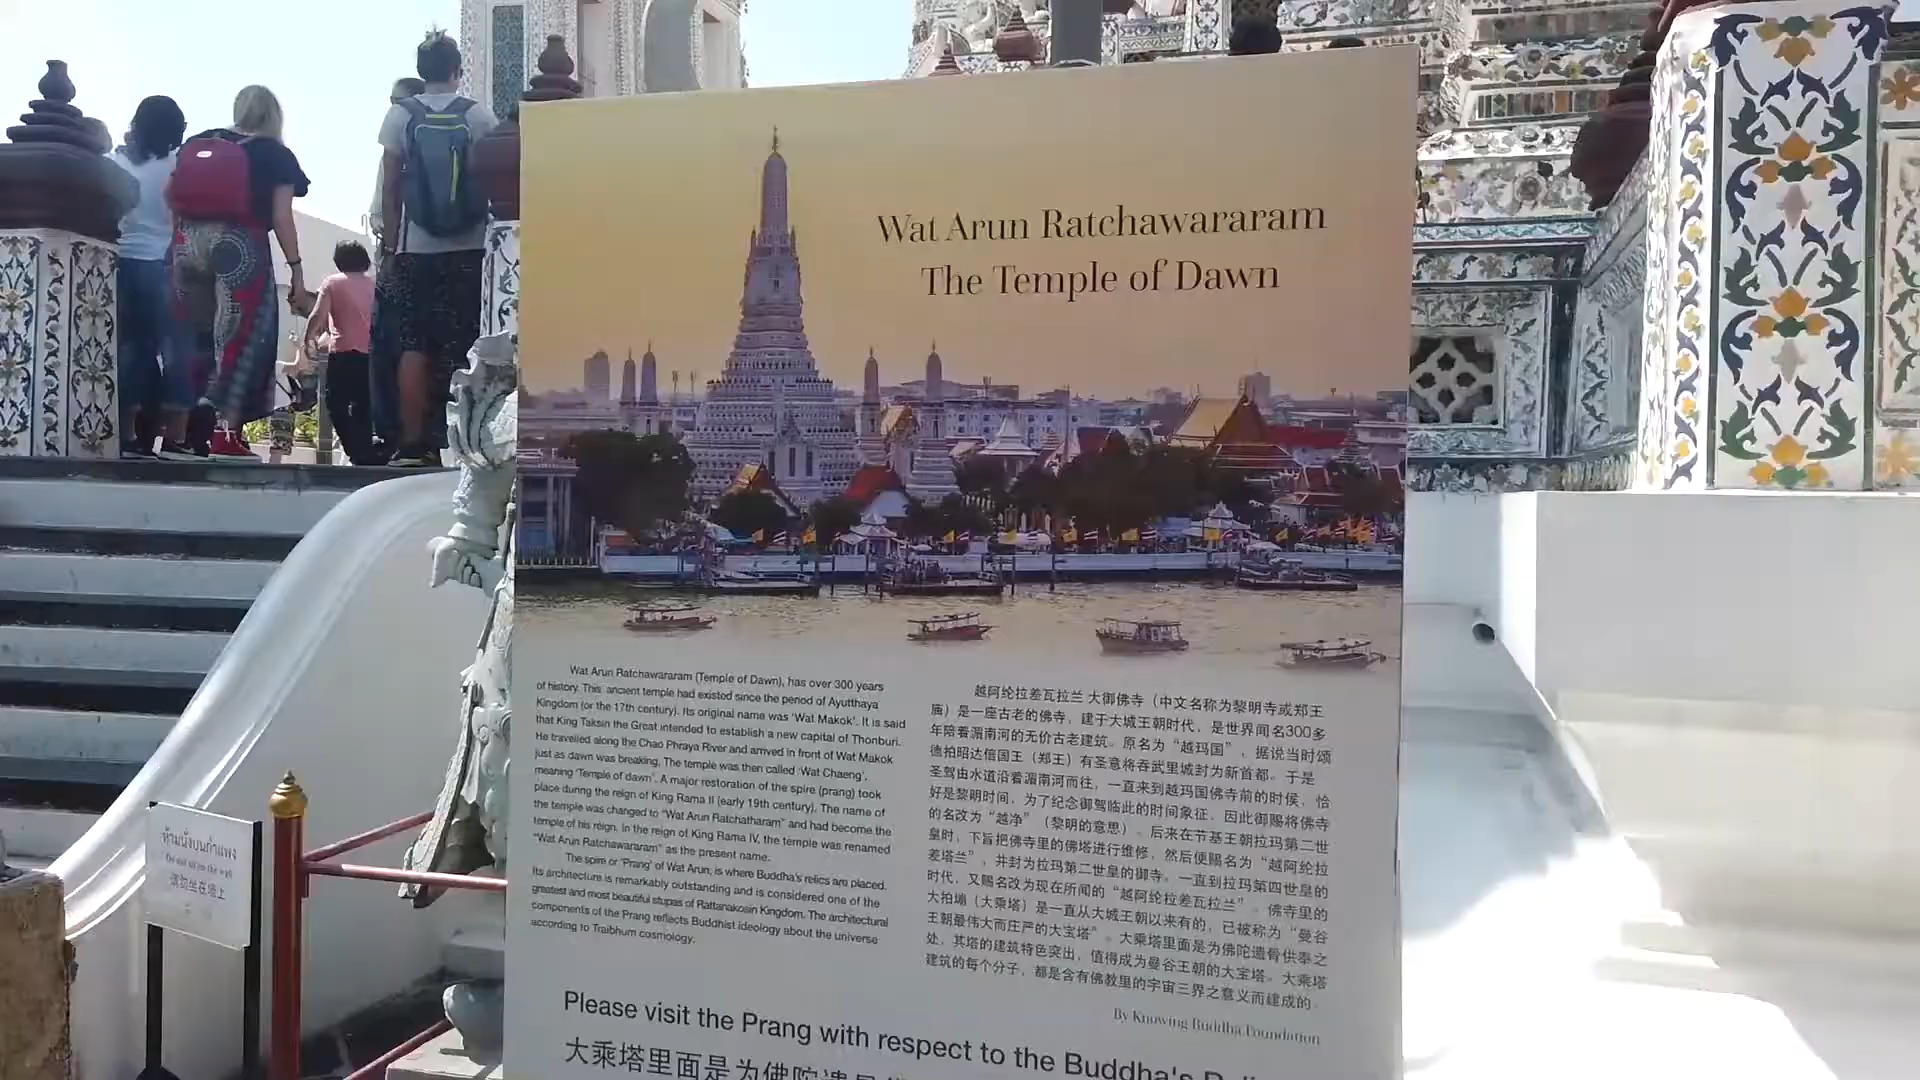 Wat Arun Ratchawararam
The Temple of Dawn
Wat Arun Ratchawararam (Temple of Dawn), has over 300 years
of history. This ancient temple had existed since the period of Ayutthaya
Kingdom (or the 17th century). Its original name was 'Wat Makok'. It is said
that King Taksin the Great intended to establish a new capital of Thonburi.
He travelled along the Chao Phraya River and arrived in front of Wat Makok
just as dawn was breaking. The temple was then called 'Wat Chaeng',
meaning 'Temple of dawn'. A major restoration of the spire (prang) took
place during the reign of King Rama II (early 19th century). The name of
the temple was changed to "Wat Arun Ratchatharam" and had become the
temple of his reign. In the reign of King Rama IV, the temple was renamed
"Wat Arun Ratchawararam" as the present name.
The spire or 'Prang' of Wat Arun, is where Buddha's relics are placed.
Its architecture is remarkably outstanding and is considered one of the
greatest and most beautiful stupas of Rattanakosin Kingdom. The architectural
components of the Prang reflects Buddhist ideology about the universe
according to Traibhum cosmology.
越阿伦拉差瓦拉兰 大御佛寺（中文名称为黎明寺或郑王
庙）是一座古老的佛寺，建于大城王朝时代，是世界闻名300多
年陪着湄南河的无价古老建筑。原名为“越玛国”，据说当时颂
德拍昭达信国王（郑王）有圣意将吞武里城封为新首都。于是
圣驾由水道沿着湄南河而往，一直来到越玛国佛寺前的时侯，恰
好是黎明时间，为了纪念御驾临此的时间象征，因此御赐将佛寺
的名改为“越净”（黎明的意思）。后来在节基王朝拉玛第二世
皇时，下旨把佛寺里的佛塔进行维修，然后便赐名为“越阿伦拉
差塔兰”，并封为拉玛第二世皇的御寺。一直到拉玛第四世皇的
时代，又赐名改为现在所闻的“越阿伦拉差瓦拉兰”。佛寺里的
大拍塴（大乘塔）是一直从大城王朝以来有的，已被称为“曼谷
王朝最伟大而庄严的大宝塔”。大乘塔里面是为佛陀遗骨供奉之
处，其塔的建筑特色突出，值得成为曼谷王朝的大宝塔。大乘塔
建筑的每个分子，都是含有佛教里的宇宙三界之意义而建成的。
By Knowing Buddha Foundation
Please visit the Prang with respect to the Buddha's
大乘塔里面是为佛陀遗
ห้ามนั่งบนกำแพง
Do not sit on the wall
请勿坐在墙上